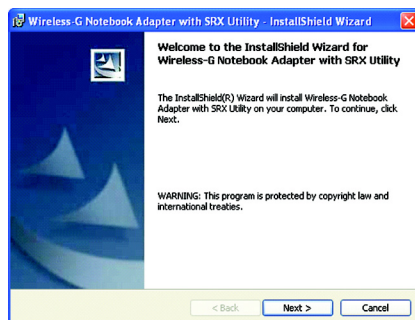 Wireless-G Notebook Adapter with SRX Utility - InstallShield Wizard
Welcome to the InstallShield Wizard for
Wireless-G Notebook Adapter with SRX Utility
The InstallShield(R) Wizard will install Wireless-G Notebook
Adapter with SRX Utility on your computer. To continue, click
Next.
WARNING: This program is protected by copyright law and
international treaties.
< Back
Next >
Cancel